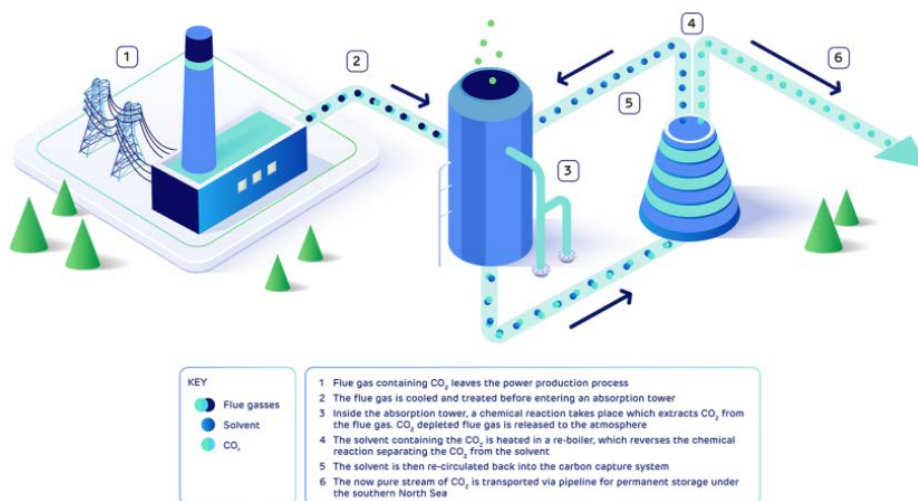 1
2
3
4
5
6
KEY
Flue gasses
Solvent
CO₂
1 Flue gas containing CO₂ leaves the power production process
2 The flue gas is cooled and treated before entering an absorption tower
3 Inside the absorption tower, a chemical reaction takes place which extracts CO₂ from
the flue gas. CO₂ depleted flue gas is released to the atmosphere
4 The solvent containing the CO₂ is heated in a re-boiler, which reverses the chemical
reaction separating the CO₂ from the solvent
5 The solvent is then re-circulated back into the carbon capture system
6 The now pure stream of CO₂ is transported via pipeline for permanent storage under
the southern North Sea